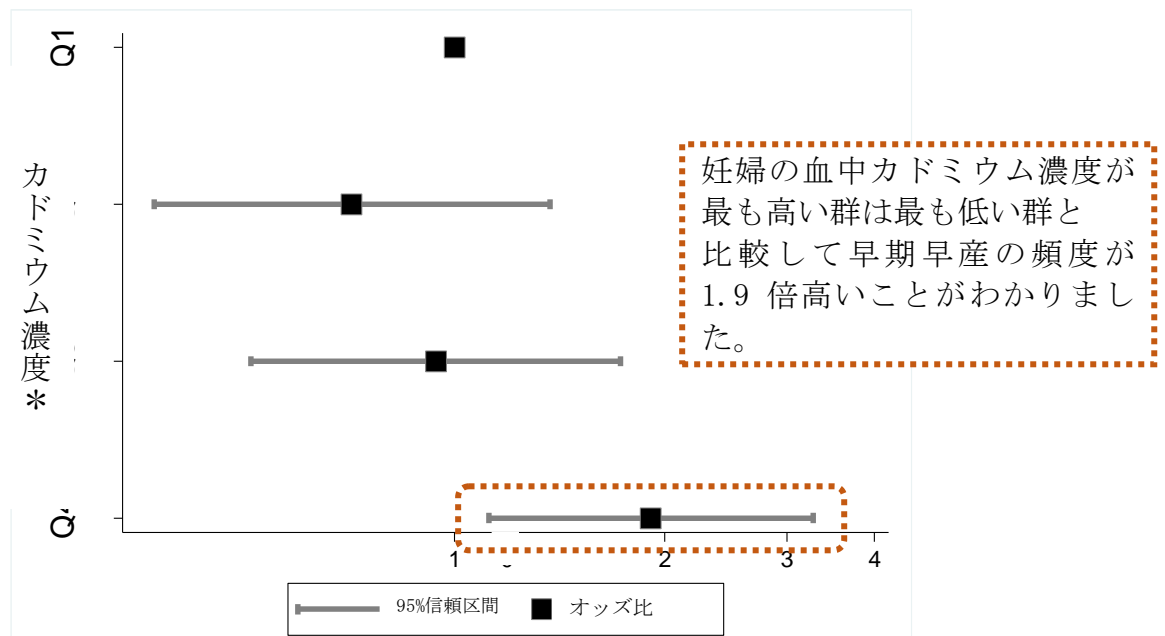 Q1
カドミウム濃度＊
妊婦の血中カドミウム濃度が
最も高い群は最も低い群と
比較して早期早産の頻度が
1.9 倍高いことがわかりまし
た。
1 2 3 4
95%信頼区間 オッズ比